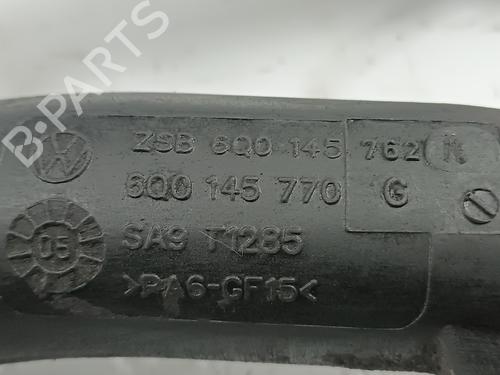 B-PARTS
ZSB 6Q0 145 762 K
6Q0 145 770 G
05
SA9 T1285
>PA6-GF15<